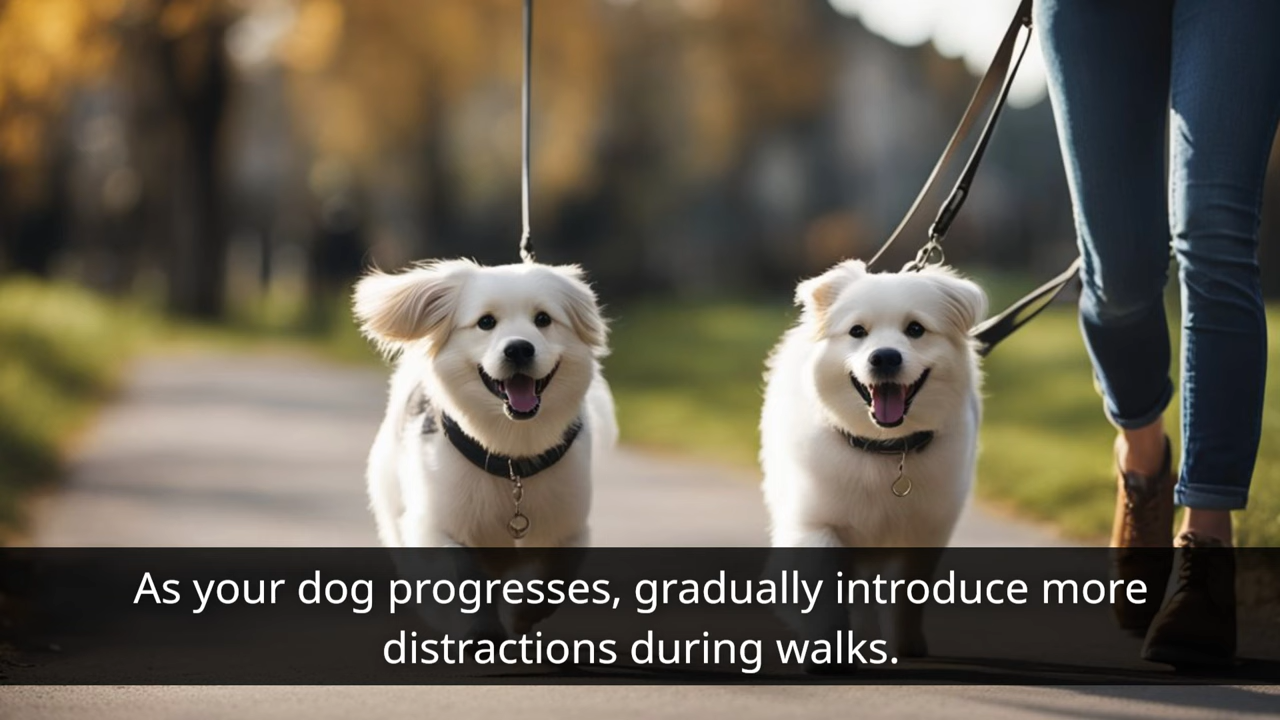 As your dog progresses, gradually introduce more
distractions during walks.